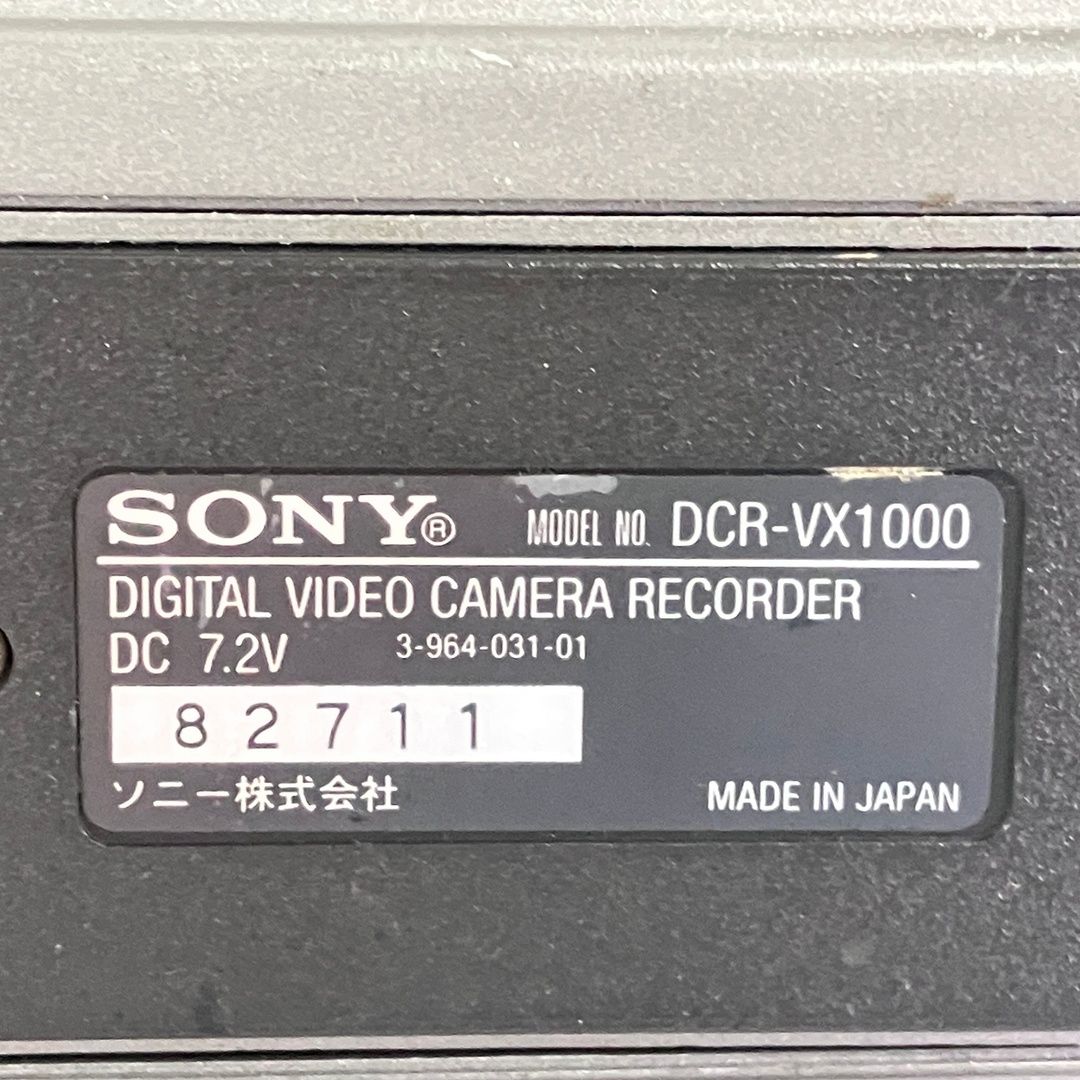 SONY® MODEL NO. DCR-VX1000
DIGITAL VIDEO CAMERA RECORDER
DC 7.2V 3-964-031-01
82711
ソニー株式会社 MADE IN JAPAN